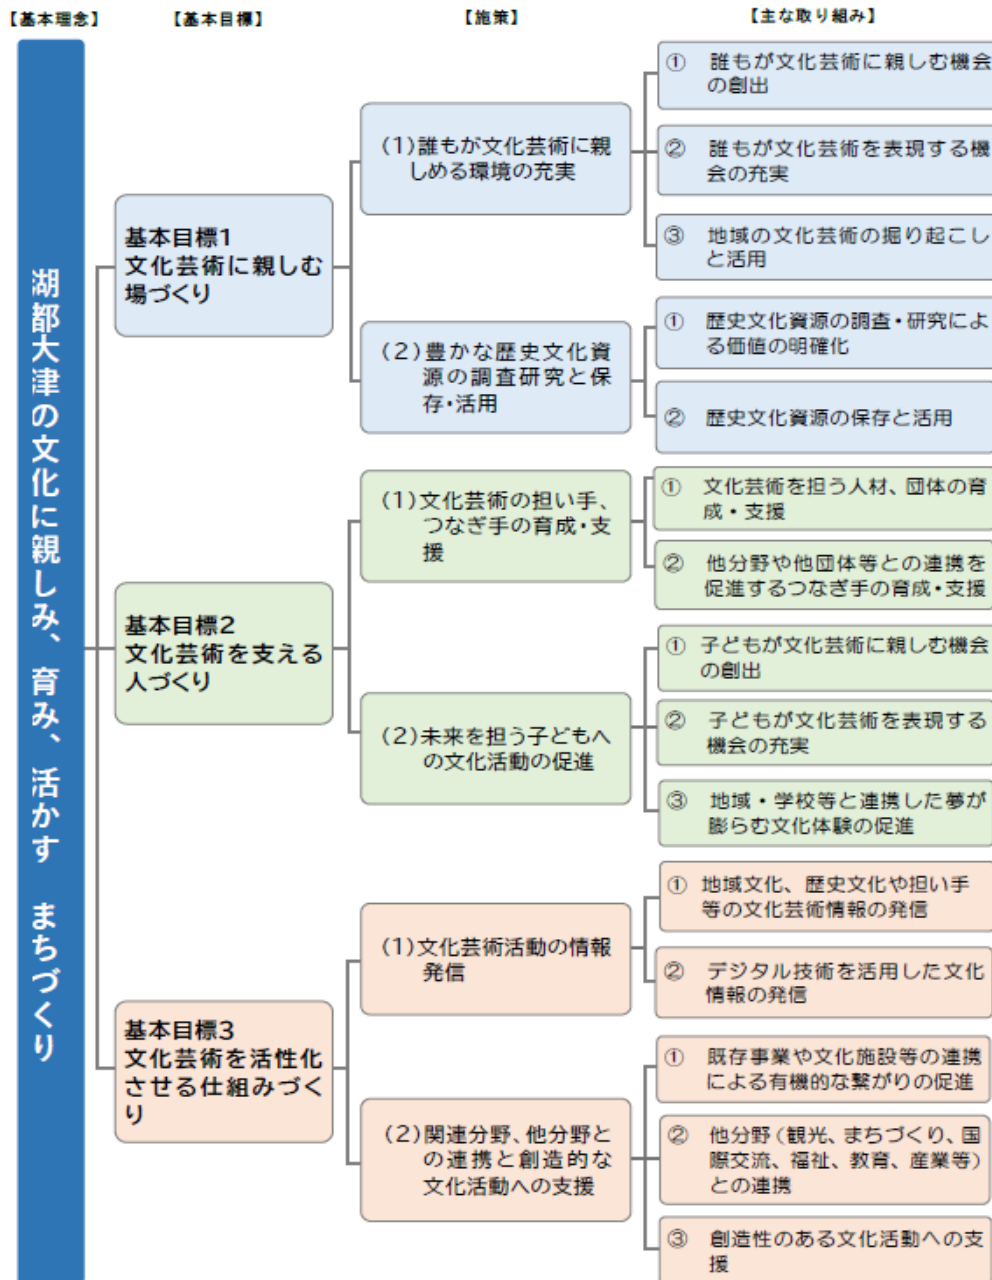 【基本理念】
【基本目標】
【施策】
【主な取り組み】
湖都大津の文化に親しみ、育み、活かす　まちづくり
基本目標1
文化芸術に親しむ
場づくり
(1)誰もが文化芸術に親
しめる環境の充実
① 誰もが文化芸術に親しむ機会
の創出
② 誰もが文化芸術を表現する機
会の充実
③ 地域の文化芸術の掘り起こし
と活用
(2)豊かな歴史文化資
源の調査研究と保
存・活用
① 歴史文化資源の調査・研究によ
る価値の明確化
② 歴史文化資源の保存と活用
基本目標2
文化芸術を支える
人づくり
(1)文化芸術の担い手、
つなぎ手の育成・支
援
① 文化芸術を担う人材、団体の育
成・支援
② 他分野や他団体等との連携を
促進するつなぎ手の育成・支援
(2)未来を担う子どもへ
の文化活動の促進
① 子どもが文化芸術に親しむ機会
の創出
② 子どもが文化芸術を表現する
機会の充実
③ 地域・学校等と連携した夢が
膨らむ文化体験の促進
基本目標3
文化芸術を活性化
させる仕組みづく
り
(1)文化芸術活動の情報
発信
① 地域文化、歴史文化や担い手
等の文化芸術情報の発信
② デジタル技術を活用した文化
情報の発信
(2)関連分野、他分野と
の連携と創造的な
文化活動への支援
① 既存事業や文化施設等の連携
による有機的な繋がりの促進
② 他分野（観光、まちづくり、国
際交流、福祉、教育、産業等）
との連携
③ 創造性のある文化活動への支
援